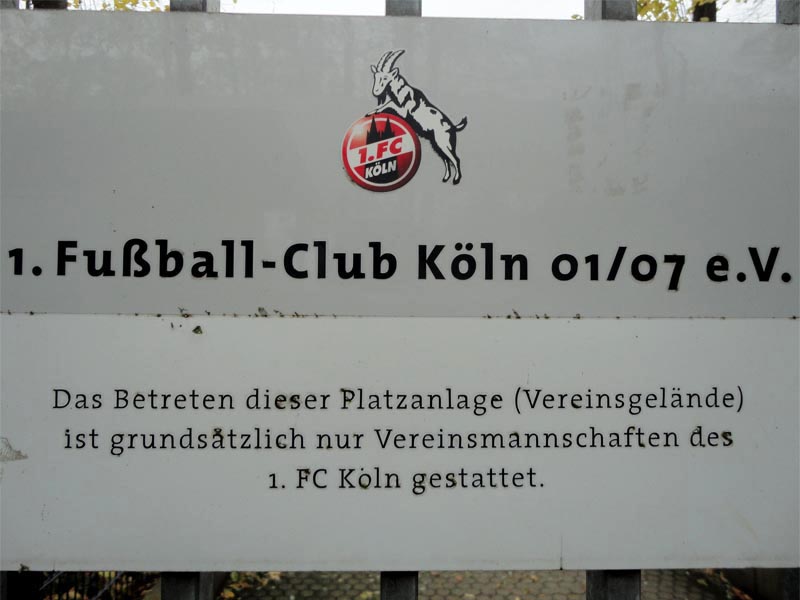 1. FC
KÖLN
1. Fußball-Club Köln 01/07 e.V.
Das Betreten dieser Platzanlage (Vereinsgelände)
ist grundsätzlich nur Vereinsmannschaften des
1. FC Köln gestattet.